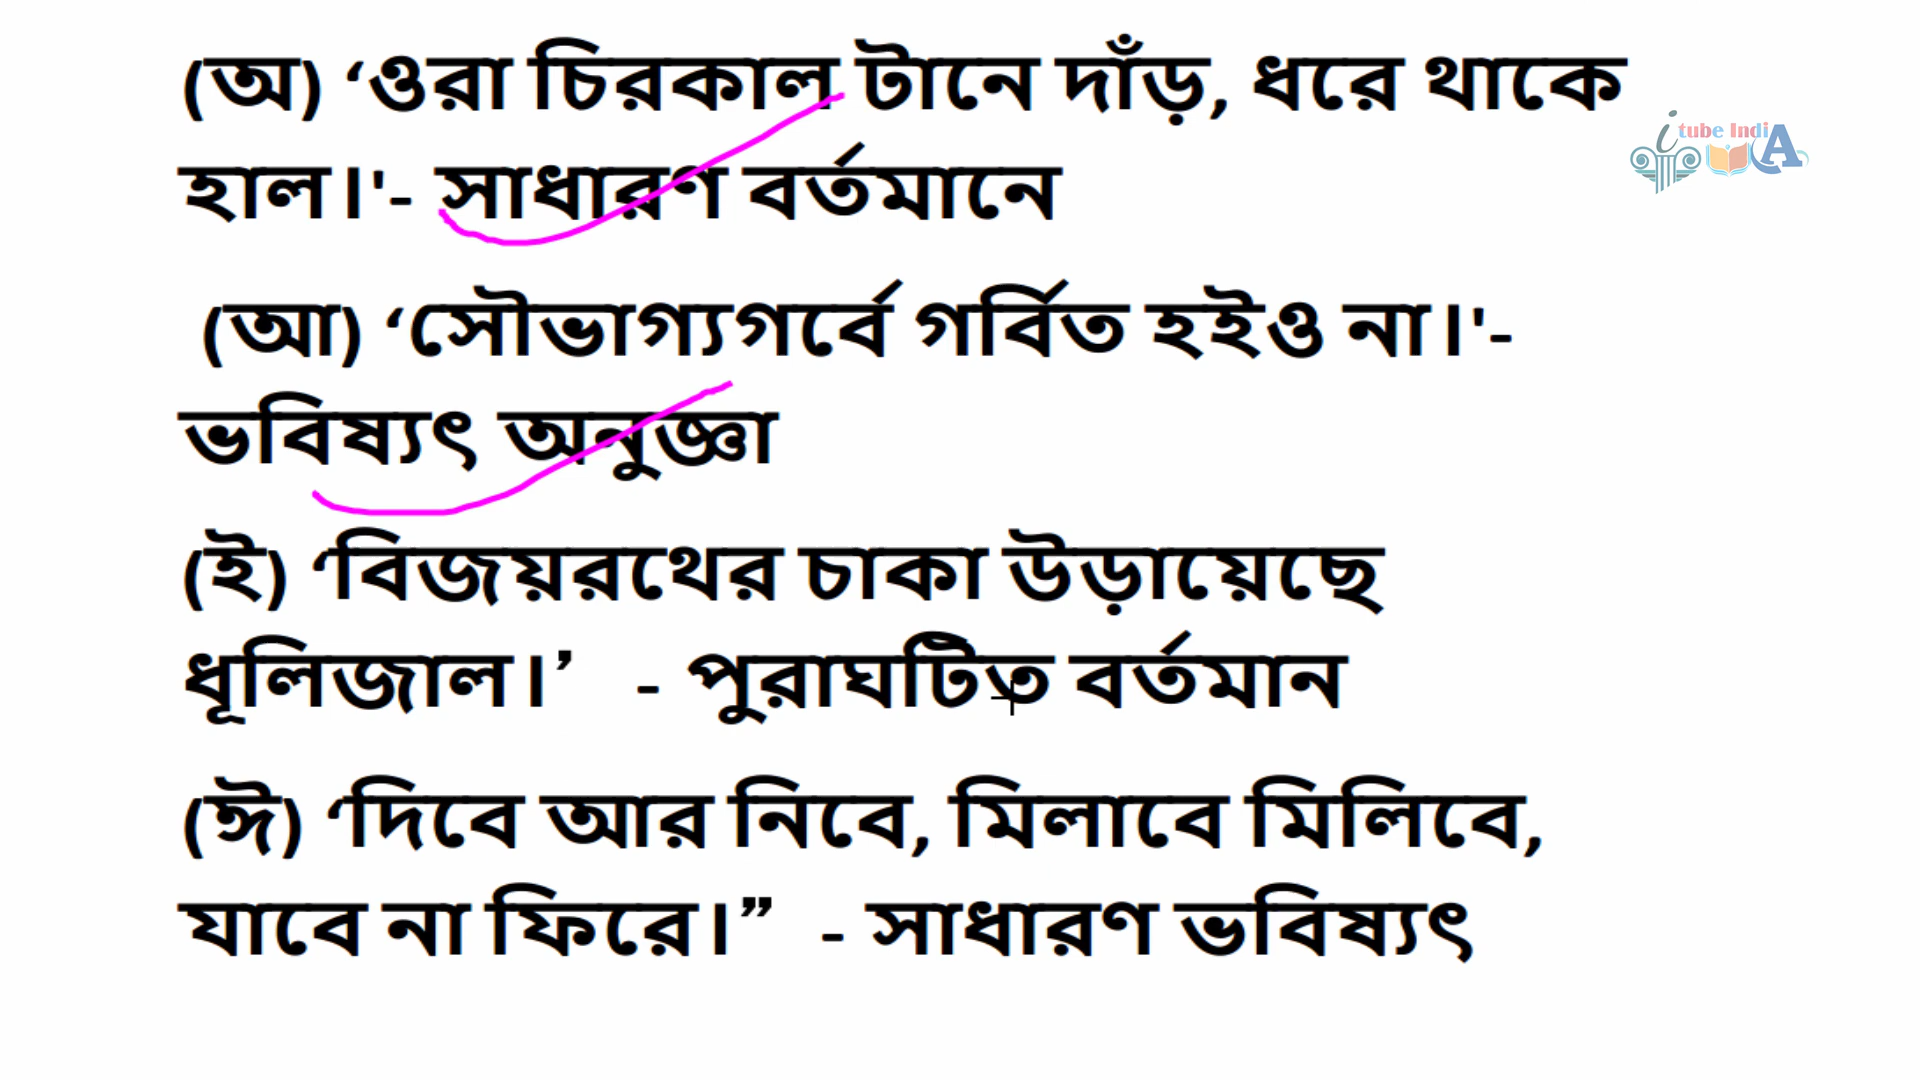 (অ) ‘ওরা চিরকাল টানে দাঁড়, ধরে থাকে
হাল।'- সাধারণ বর্তমানে
(আ) ‘সৌভাগ্যগর্বে গর্বিত হইও না।'-
ভবিষ্যৎ অনুজ্ঞা
(ই) ‘বিজয়রথের চাকা উড়ায়েছে
ধূলিজাল।’ - পুরাঘটিত বর্তমান
(ঈ) ‘দিবে আর নিবে, মিলাবে মিলিবে,
যাবে না ফিরে।” - সাধারণ ভবিষ্যৎ
i tube IndiA